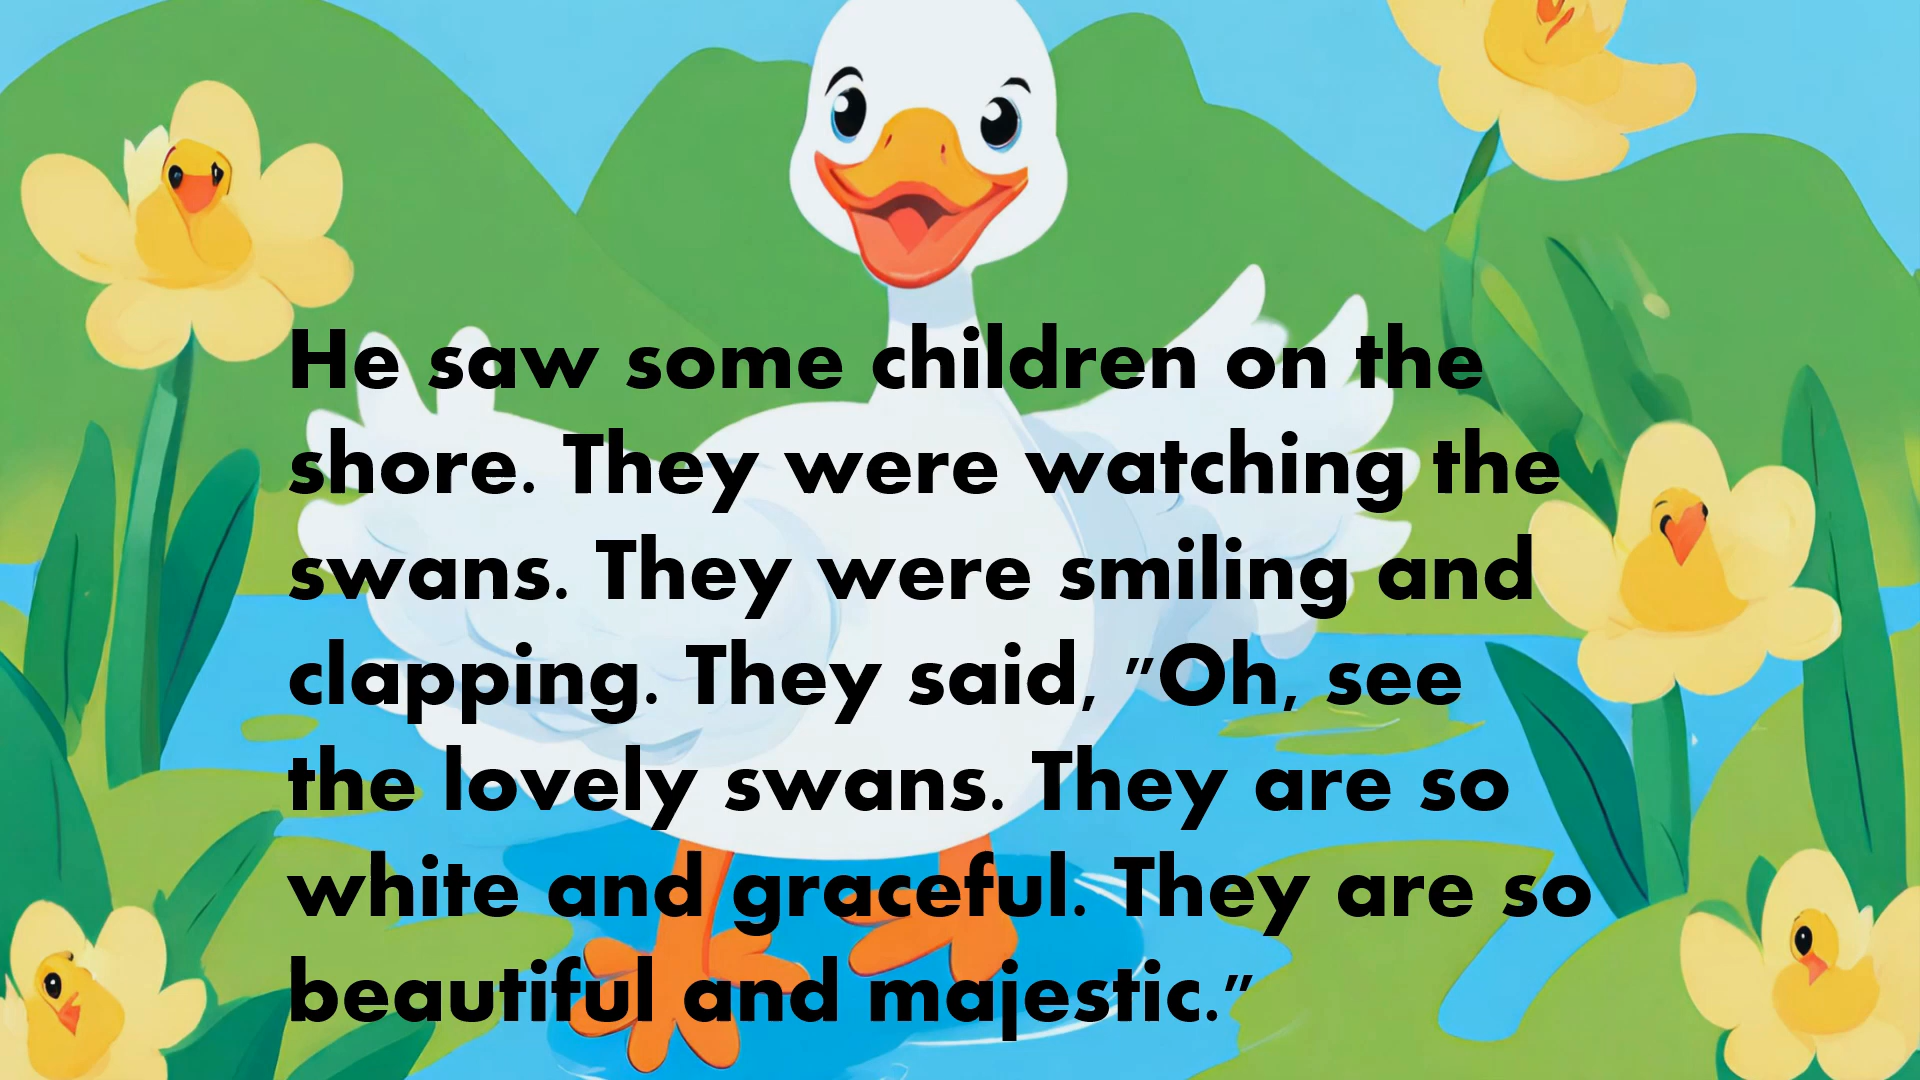 He saw some children on the
shore. They were watching the
swans. They were smiling and
clapping. They said, "Oh, see
the lovely swans. They are so
white and graceful. They are so
beautiful and majestic."